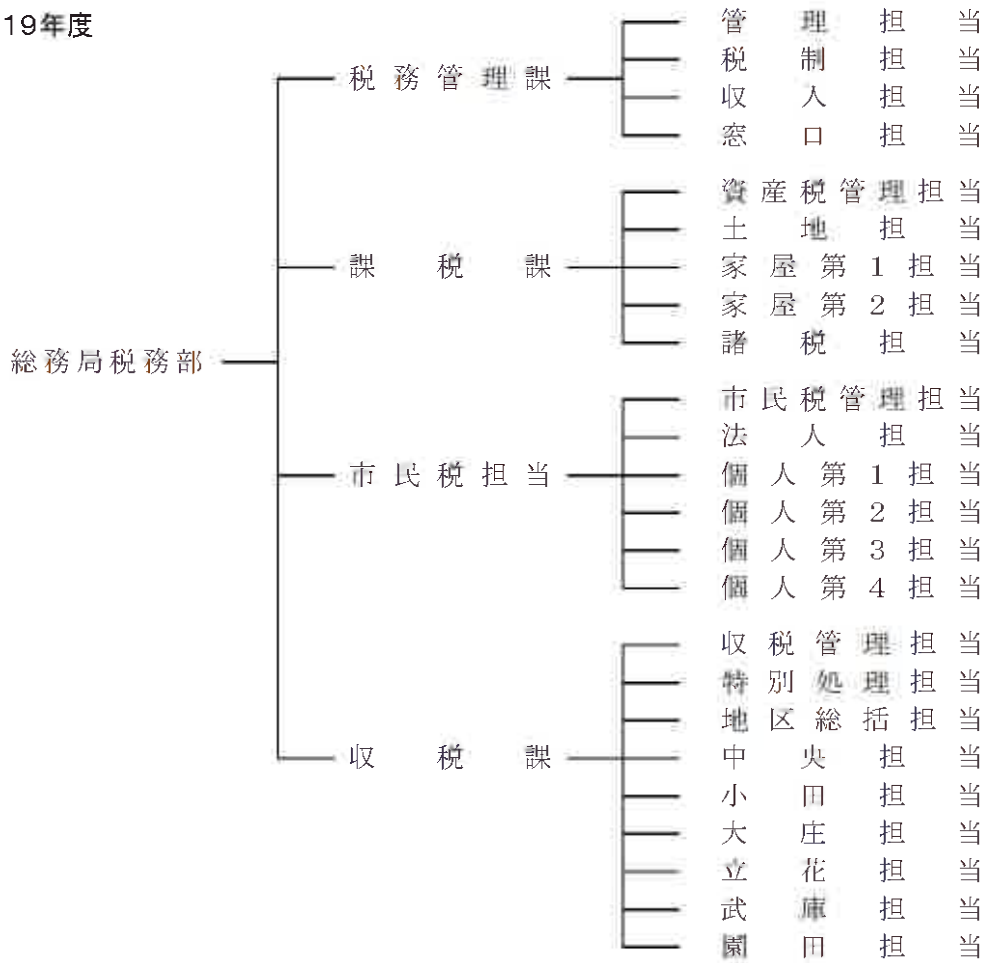 19年度
総務局税務部
税務管理課
管理担当
税制担当
収入担当
窓口担当
課税課
資産税管理担当
土地担当
家屋第1担当
家屋第2担当
諸税担当
市民税担当
市民税管理担当
法人担当
個人第1担当
個人第2担当
個人第3担当
個人第4担当
収税課
収税管理担当
特別処理担当
地区総括担当
中央担当
小田担当
大庄担当
立花担当
武庫担当
園田担当